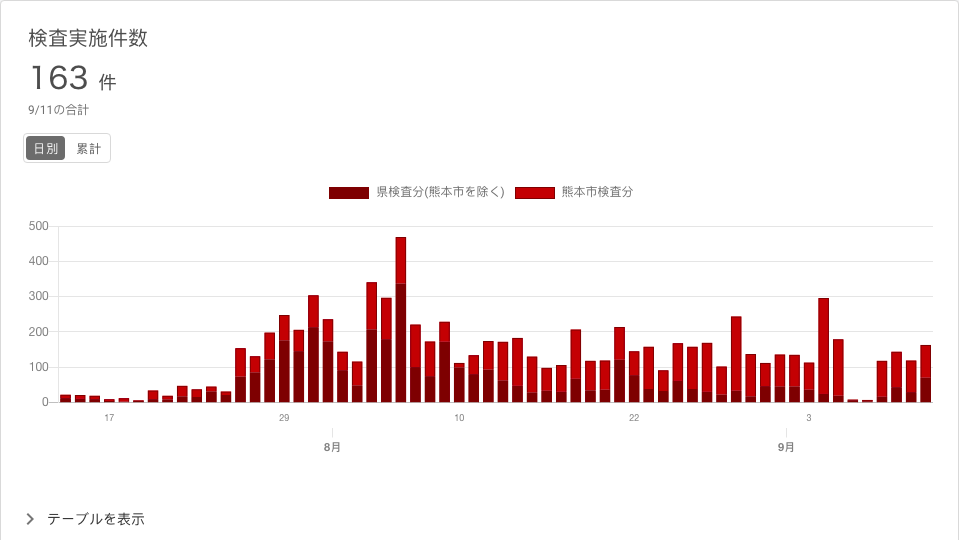 検査実施件数
163 件
9/11の合計
日別 累計
県検査分(熊本市を除く) 熊本市検査分
500
400
300
200
100
0
17 29 10 22 3
8月 9月
テーブルを表示